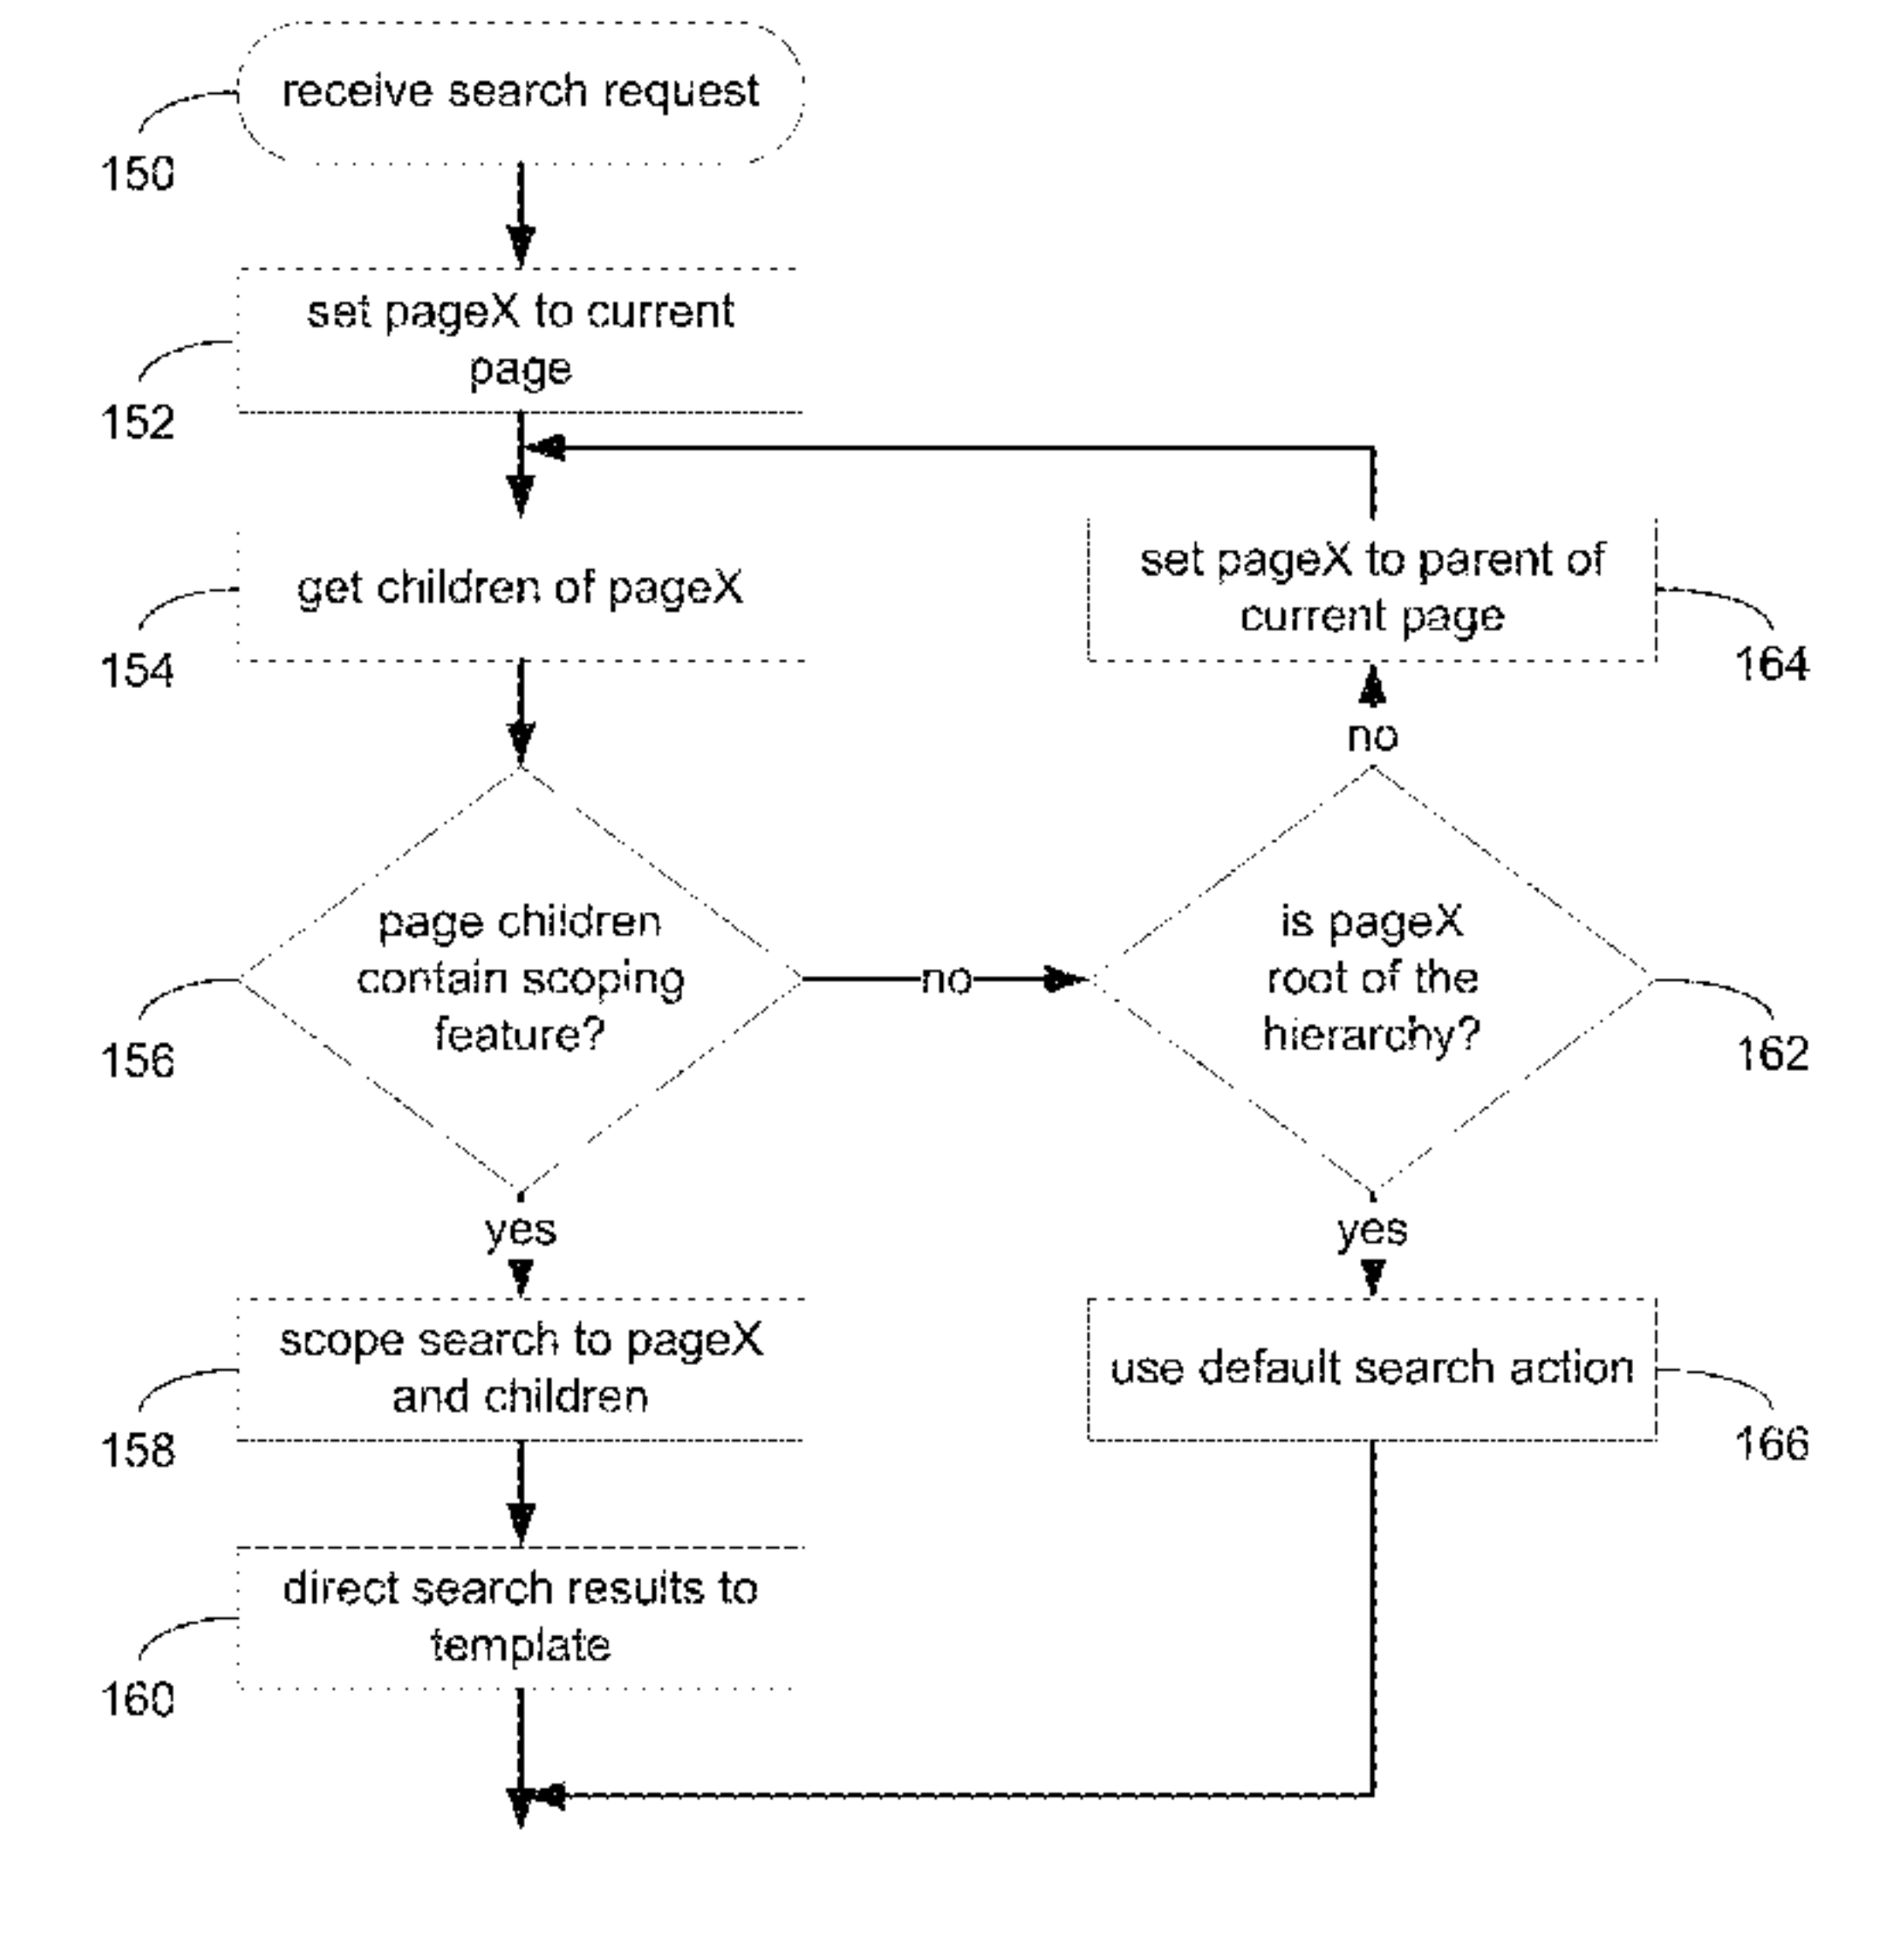 receive search request
150
set pageX to current
page
152
get children of pageX
154
set pageX to parent of
current page
164
no
page children
contain scoping
feature?
156
no
is pageX
root of the
hierarchy?
162
yes
yes
scope search to pageX
and children
158
use default search action
166
direct search results to
template
160